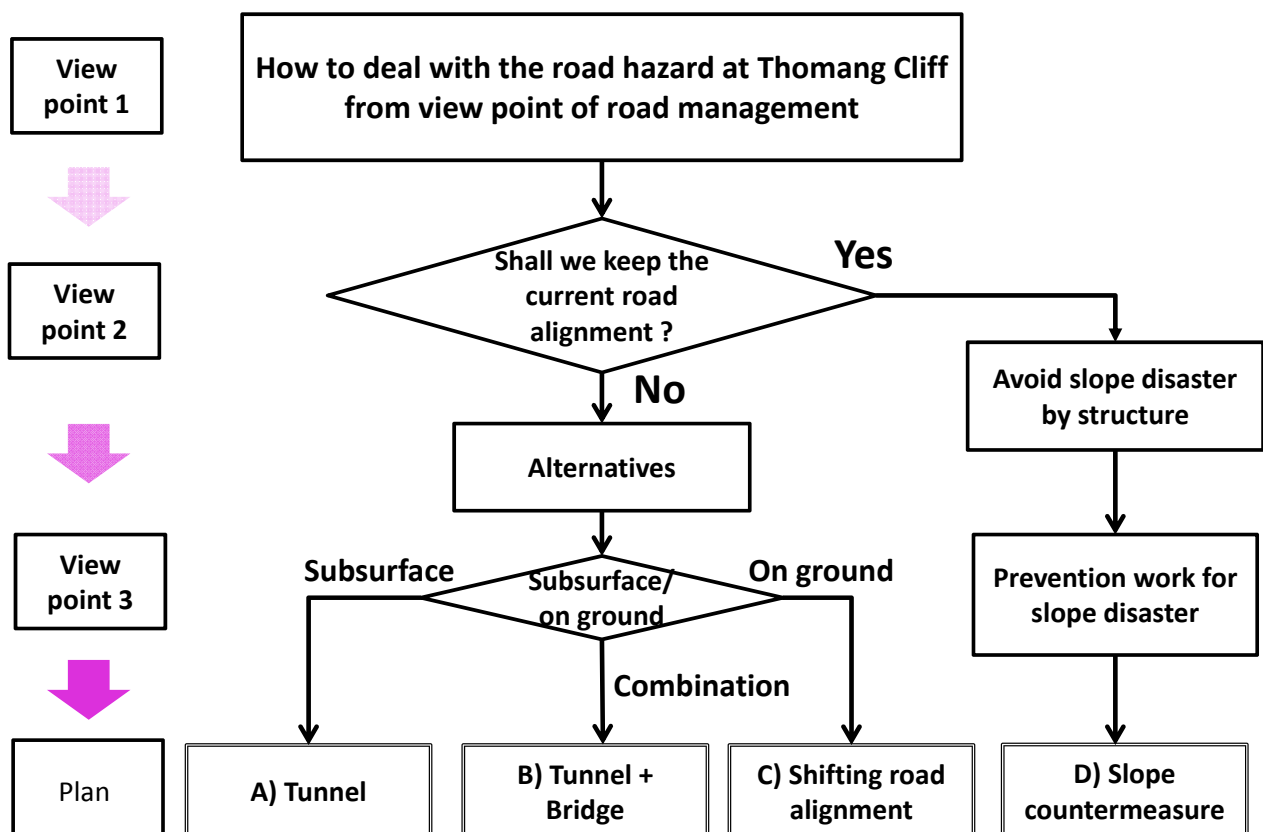 View
point 1
How to deal with the road hazard at Thomang Cliff
from view point of road management
View
point 2
Shall we keep the
current road
alignment ?
Yes
No
Avoid slope disaster
by structure
Alternatives
View
point 3
Subsurface
Subsurface/
on ground
On ground
Prevention work for
slope disaster
Combination
Plan
A) Tunnel
B) Tunnel +
Bridge
C) Shifting road
alignment
D) Slope
countermeasure